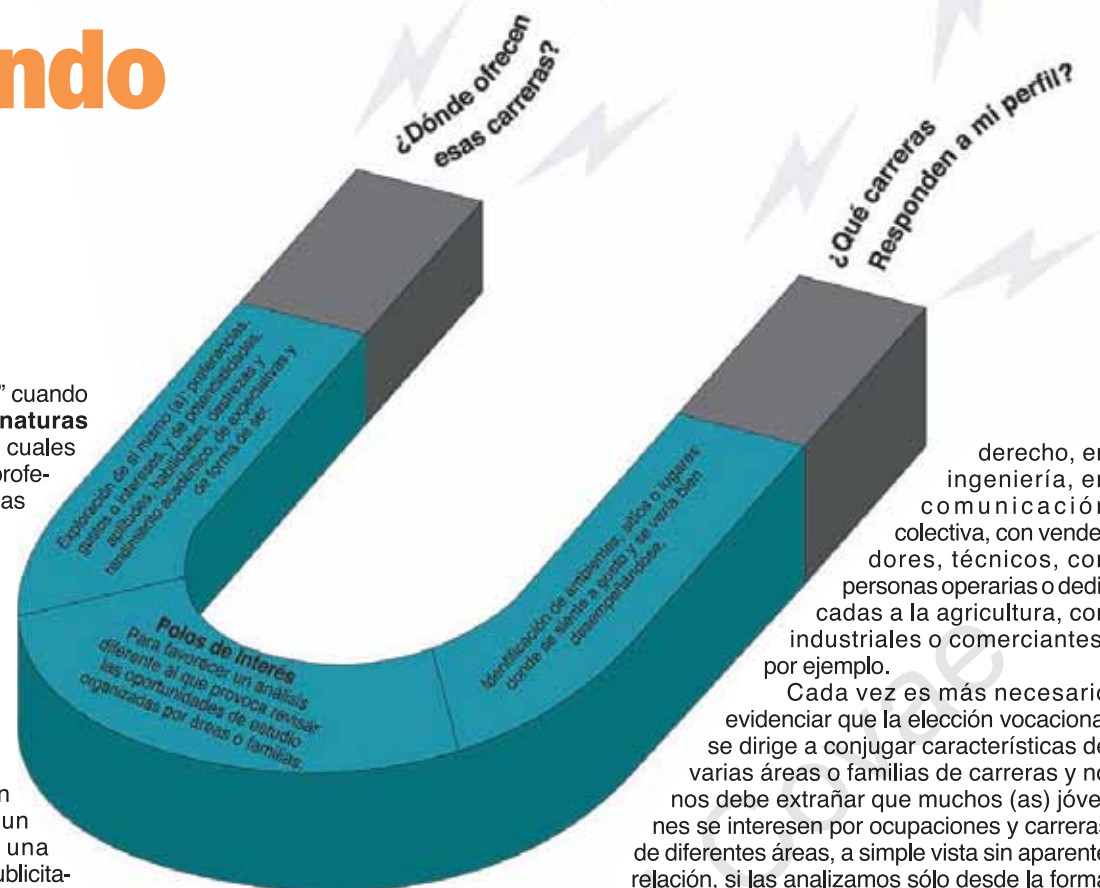 ndo
¿Dónde ofrecen
esas carreras?
¿Qué carreras
Responden a mi perfil?
Exploración de sí mismo (a): preferencias,
gustos o intereses, y de potencialidades,
aptitudes, habilidades, destrezas y
rendimiento académico, de expectativas y
de forma de ser.
Polos de interés
Para favorecer un análisis
diferente al que provoca revisar
las oportunidades de estudio
organizadas por áreas o familias.
Identificación de ambientes, sitios o lugares
donde se siente a gusto y se vería bien
desempeñándose.
” cuando
naturas
cuales
profe-
as
n
un
una
ublicita-
derecho, en
ingeniería, en
comunicación
colectiva, con vende
dores, técnicos, con
personas operarias o dedi
cadas a la agricultura, con
industriales o comerciantes
por ejemplo.
Cada vez es más necesario
evidenciar que la elección vocaciona
se dirige a conjugar características de
varias áreas o familias de carreras y no
nos debe extrañar que muchos (as) jóve
nes se interesen por ocupaciones y carreras
de diferentes áreas, a simple vista sin aparente
relación, si las analizamos sólo desde la forma
covae